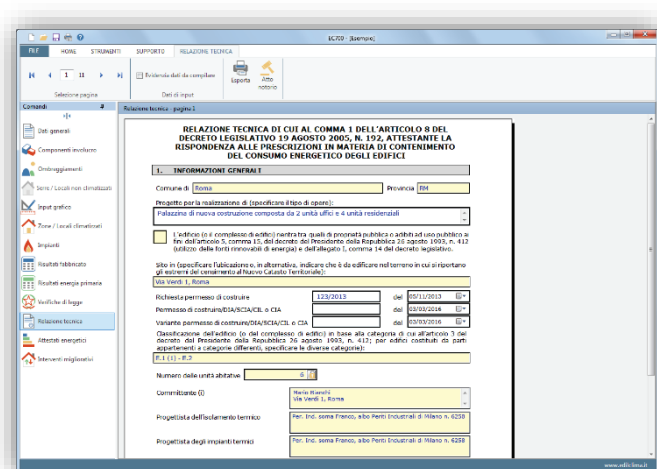 EC700 - [Esempio]
FILE HOME STRUMENTI SUPPORTO RELAZIONE TECNICA
1 11 Evidenzia dati da compilare Esporta Atto notorio
Selezione pagina Dati di input
Comandi
Relazione tecnica - pagina 1
Dati generali
Componenti involucro
Ombreggiamenti
Serre / Locali non climatizzati
Input grafico
Zone / Locali climatizzati
Impianti
Risultati fabbricato
Risultati energia primaria
Verifiche di legge
Relazione tecnica
Attestati energetici
Interventi migliorativi
RELAZIONE TECNICA DI CUI AL COMMA 1 DELL'ARTICOLO 8 DEL
DECRETO LEGISLATIVO 19 AGOSTO 2005, N. 192, ATTESTANTE LA
RISPONDENZA ALLE PRESCRIZIONI IN MATERIA DI CONTENIMENTO
DEL CONSUMO ENERGETICO DEGLI EDIFICI
1. INFORMAZIONI GENERALI
Comune di Roma Provincia RM
Progetto per la realizzazione di (specificare il tipo di opere):
Palazzina di nuova costruzione composta da 2 unità uffici e 4 unità residenziali
L'edificio (o il complesso di edifici) rientra tra quelli di proprietà pubblica o adibiti ad uso pubblico ai
fini dell'articolo 5, comma 15, del decreto del Presidente della Repubblica 26 agosto 1993, n. 412
(utilizzo delle fonti rinnovabili di energia) e dell'allegato I, comma 14 del decreto legislativo.
Sito in (specificare l'ubicazione o, in alternativa, indicare che è da edificare nel terreno in cui si riportano
gli estremi del censimento al Nuovo Catasto Territoriale):
Via Verdi 1, Roma
Richiesta permesso di costruire 123/2013 del 05/11/2013
Permesso di costruire/DIA/SCIA/CIL o CIA del 03/03/2016
Variante permesso di costruire/DIA/SCIA/CIL o CIA del 03/03/2016
Classificazione dell'edificio (o del complesso di edifici) in base alla categoria di cui all'articolo 3 del
decreto del Presidente della Repubblica 26 agosto 1993, n. 412; per edifici costituiti da parti
appartenenti a categorie differenti, specificare le diverse categorie):
E.1 (1) - E.2
Numero delle unità abitative 6
Committente (i) Mario Bianchi
Via Verdi 1, Roma
Progettista dell'isolamento termico Per. Ind. soma Franco, albo Periti Industriali di Milano n. 6258
Progettista degli impianti termici Per. Ind. soma Franco, albo Periti Industriali di Milano n. 6258
www.edilclima.it